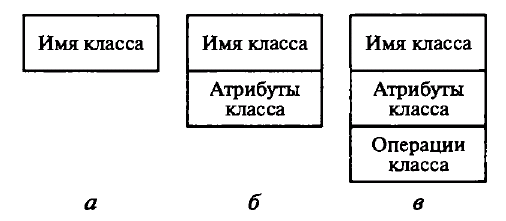 Имя класса
Имя класса
Имя класса
Атрибуты
класса
Атрибуты
класса
Операции
класса
а
б
в